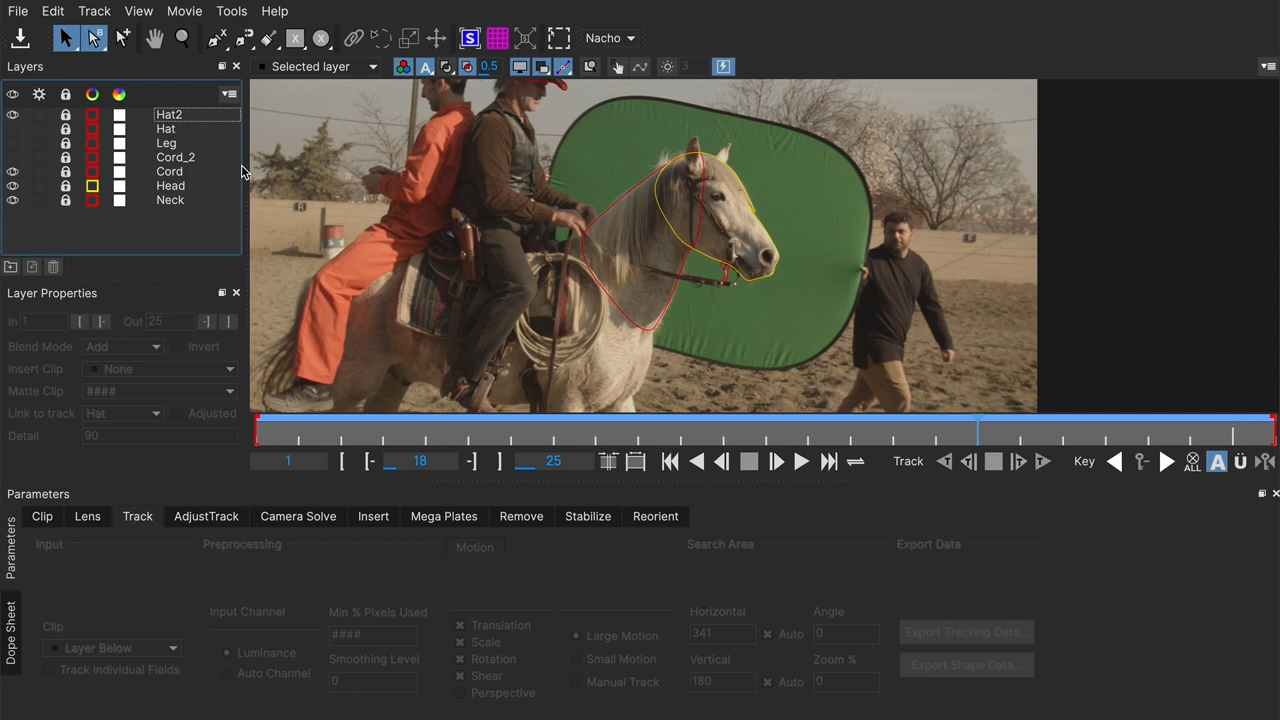 File Edit Track View Movie Tools Help
Nacho
Layers
Selected layer
0.5
3
Hat2
Hat
Leg
Cord_2
Cord
Head
Neck
Layer Properties
In 1 Out 25
Blend Mode Add Invert
Insert Clip None
Matte Clip ####
Link to track Hat Adjusted
Detail 90
1 18 25 Track Key ALL A Ü
Parameters
Clip Lens Track AdjustTrack Camera Solve Insert Mega Plates Remove Stabilize Reorient
Parameters
Dope Sheet
Input Preprocessing Motion Search Area Export Data
Input Channel Min % Pixels Used Horizontal Angle
Clip #### Translation Large Motion 341 Auto 0 Export Tracking Data...
Layer Below Luminance Smoothing Level Scale Small Motion Vertical Zoom %
Track Individual Fields Auto Channel 0 Rotation Manual Track 180 Auto 0 Export Shape Data...
Shear
Perspective